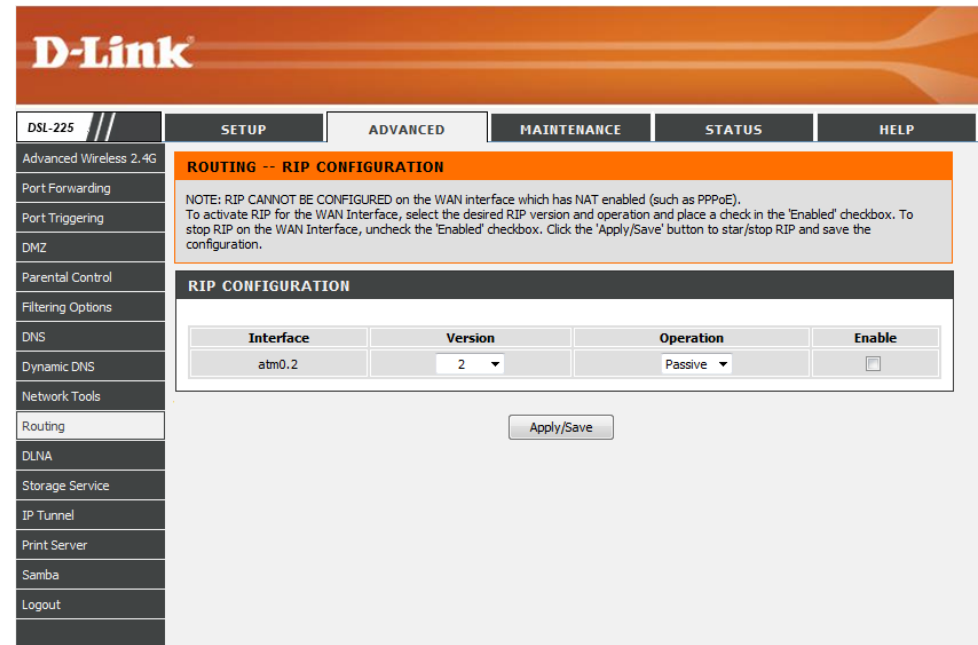 D-Link
DSL-225
SETUP ADVANCED MAINTENANCE STATUS HELP
Advanced Wireless 2.4G
Port Forwarding
Port Triggering
DMZ
Parental Control
Filtering Options
DNS
Dynamic DNS
Network Tools
Routing
DLNA
Storage Service
IP Tunnel
Print Server
Samba
Logout
ROUTING -- RIP CONFIGURATION
NOTE: RIP CANNOT BE CONFIGURED on the WAN interface which has NAT enabled (such as PPPoE).
To activate RIP for the WAN Interface, select the desired RIP version and operation and place a check in the 'Enabled' checkbox. To
stop RIP on the WAN Interface, uncheck the 'Enabled' checkbox. Click the 'Apply/Save' button to star/stop RIP and save the
configuration.
RIP CONFIGURATION
Interface Version Operation Enable
atm0.2 2 Passive
Apply/Save